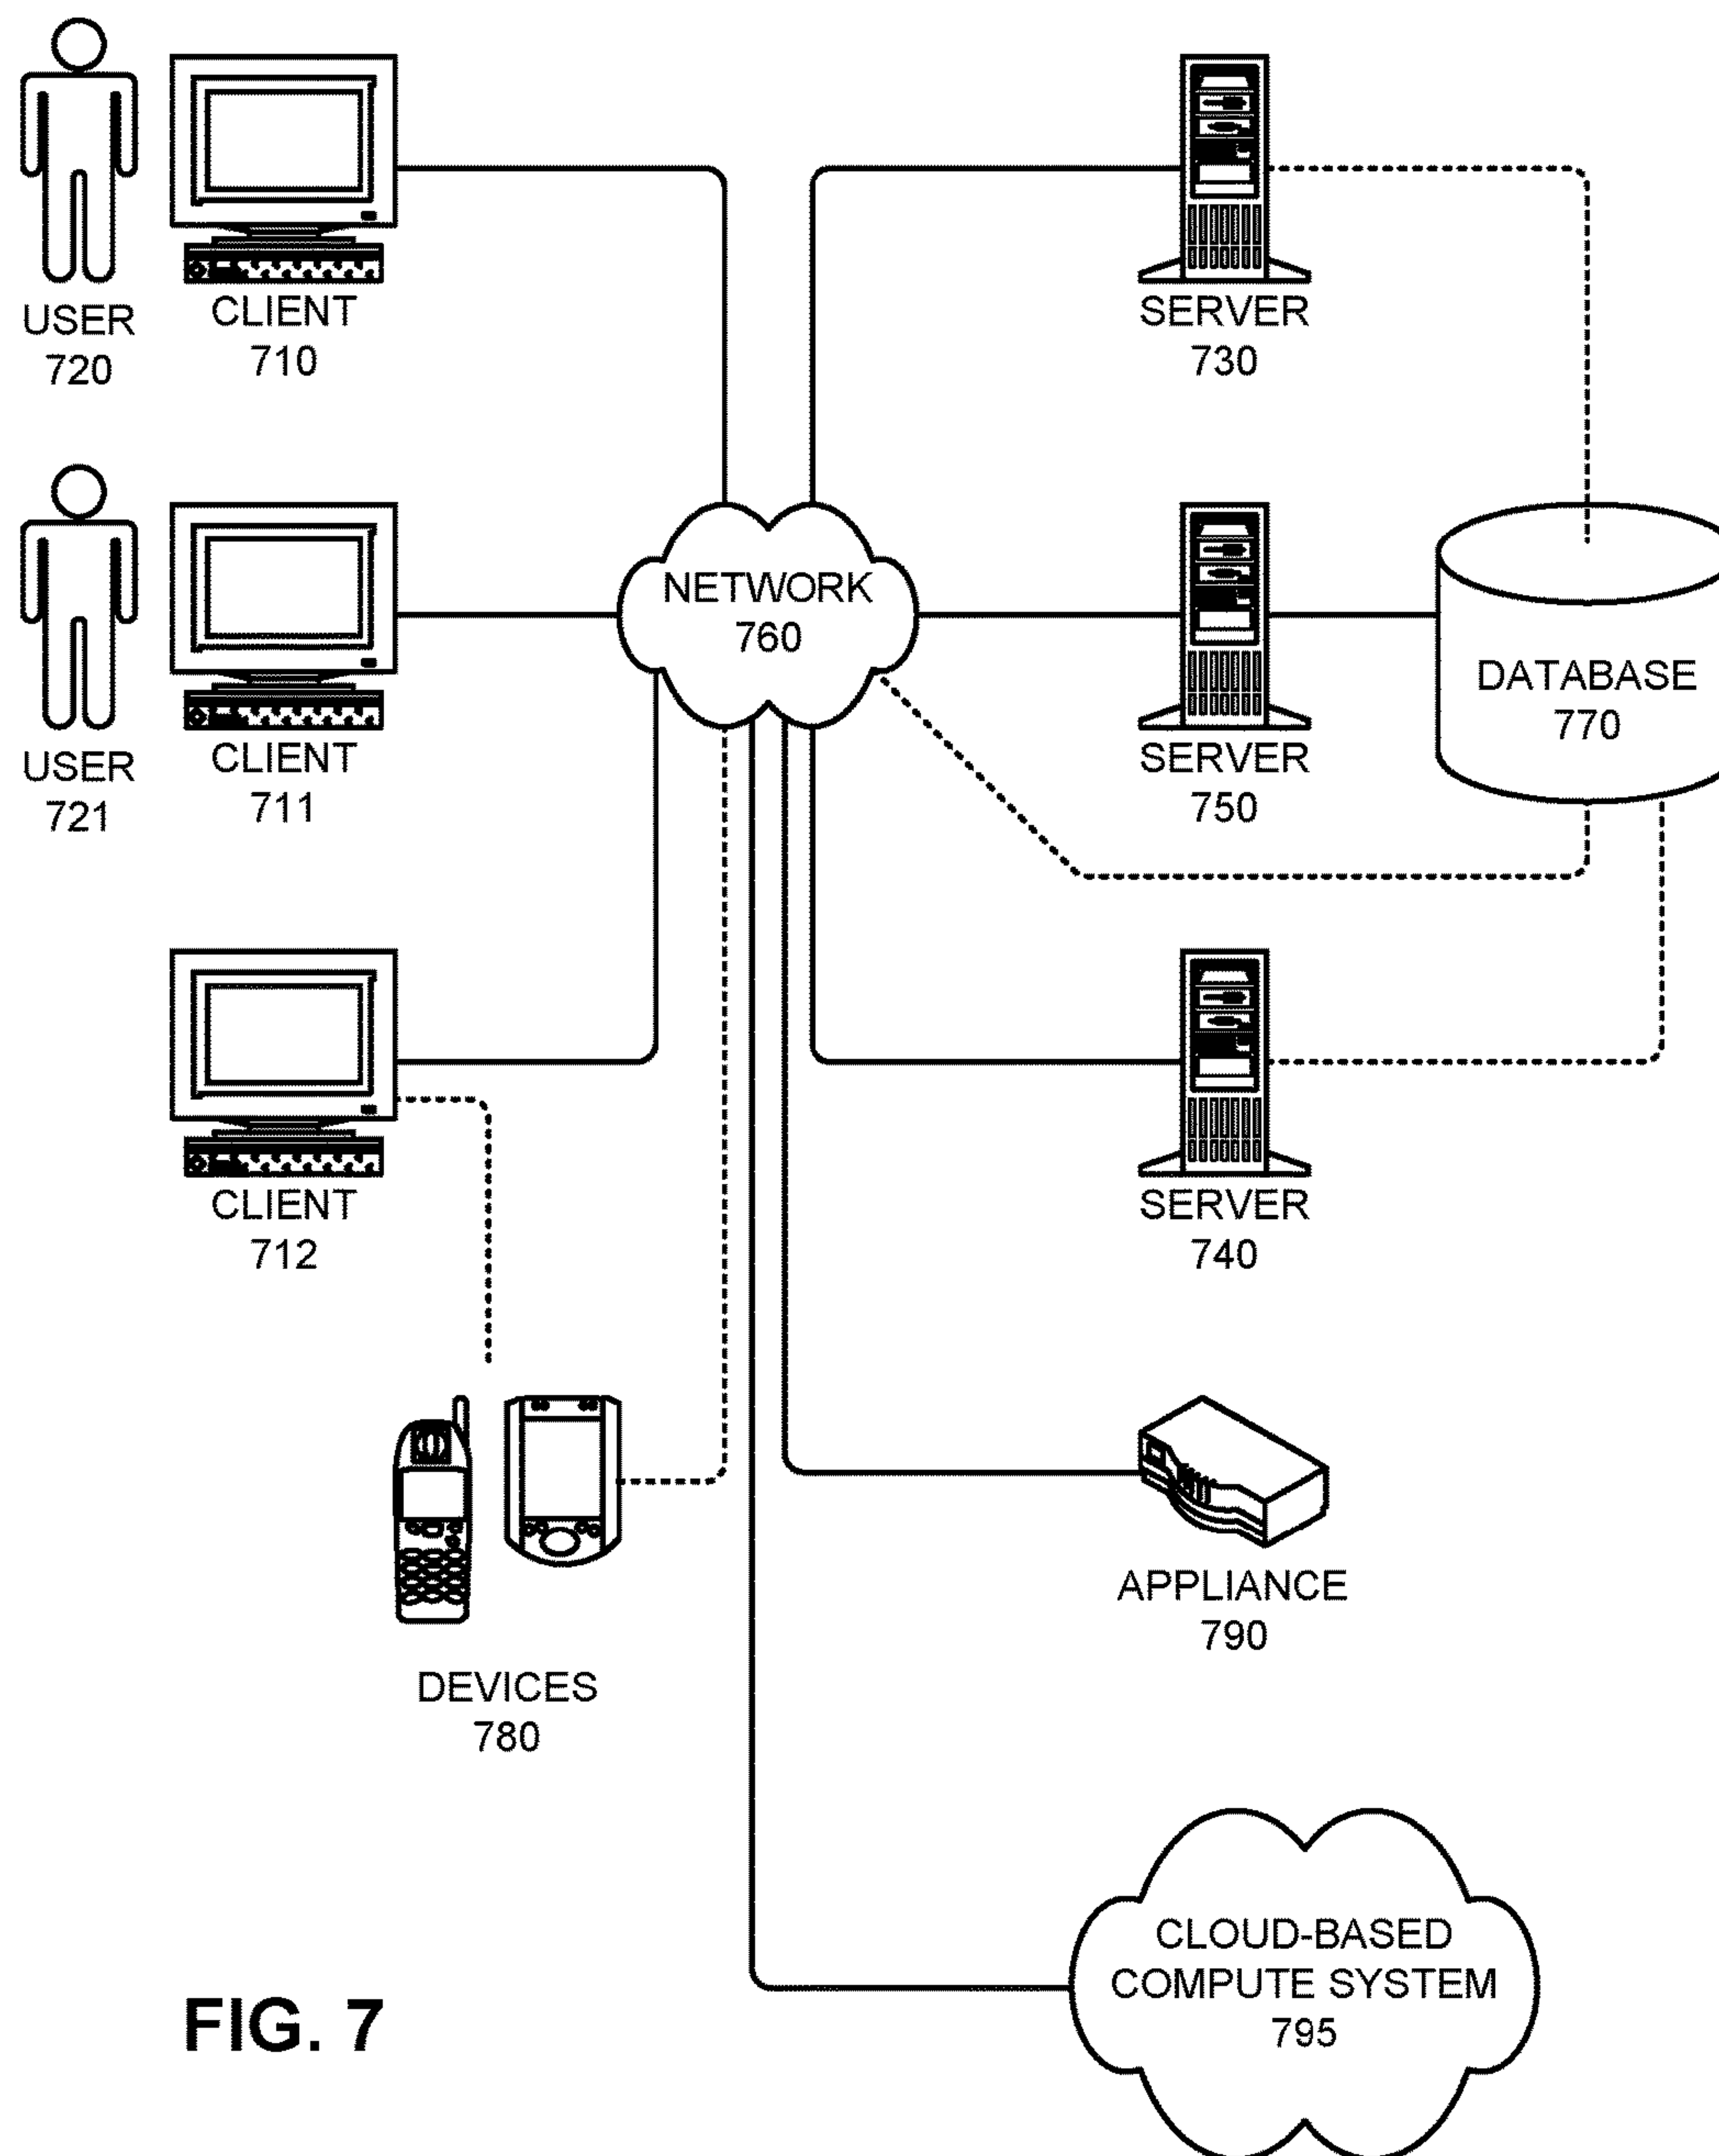 USER
720
CLIENT
710
SERVER
730
USER
721
CLIENT
711
NETWORK
760
SERVER
750
DATABASE
770
CLIENT
712
SERVER
740
DEVICES
780
APPLIANCE
790
CLOUD-BASED
COMPUTE SYSTEM
795
FIG. 7